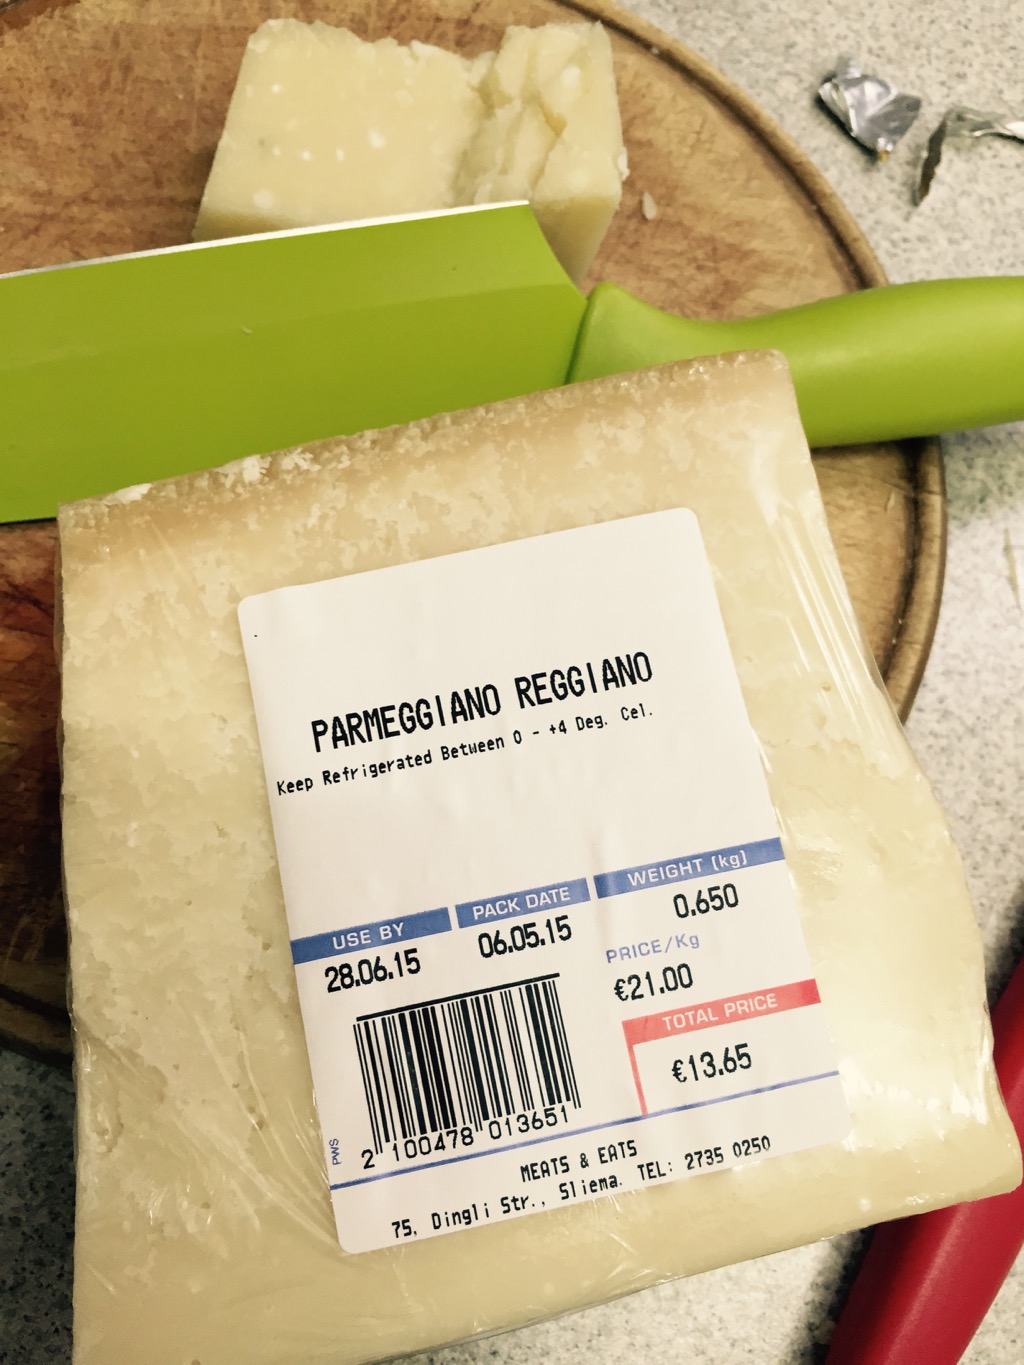 PARMEGGIANO REGGIANO
Keep Refrigerated Between 0 - +4 Deg. Cel.
USE BY PACK DATE WEIGHT (kg)
28.06.15 06.05.15 0.650
PRICE/Kg
€21.00
TOTAL PRICE
€13.65
2 100478 013651
PWS
MEATS & EATS
75, Dingli Str., Sliema. TEL: 2735 0250